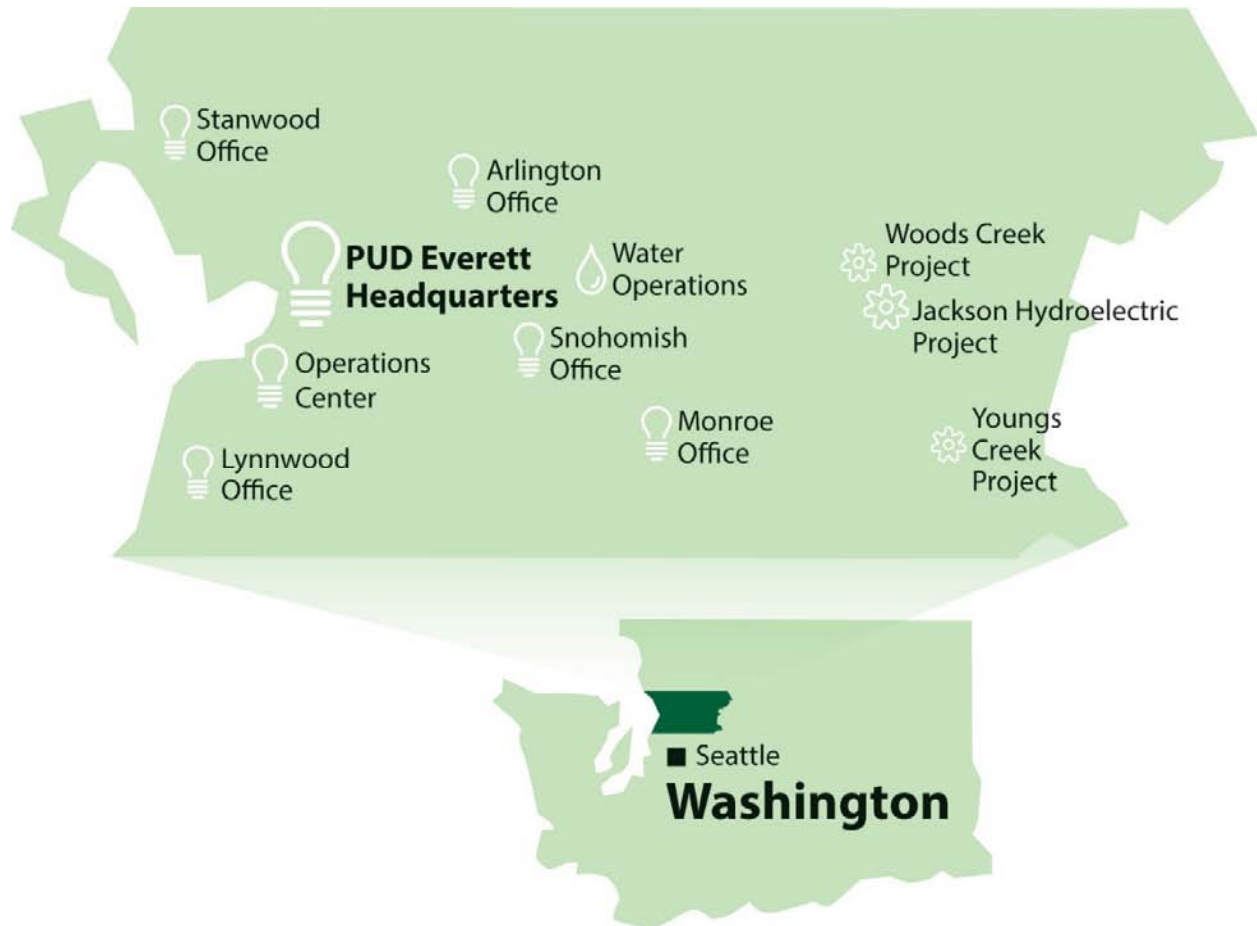 Stanwood
Office
Arlington
Office
PUD Everett
Headquarters
Water
Operations
Woods Creek
Project
Jackson Hydroelectric
Project
Snohomish
Office
Operations
Center
Monroe
Office
Youngs
Creek
Project
Lynnwood
Office
Seattle
Washington